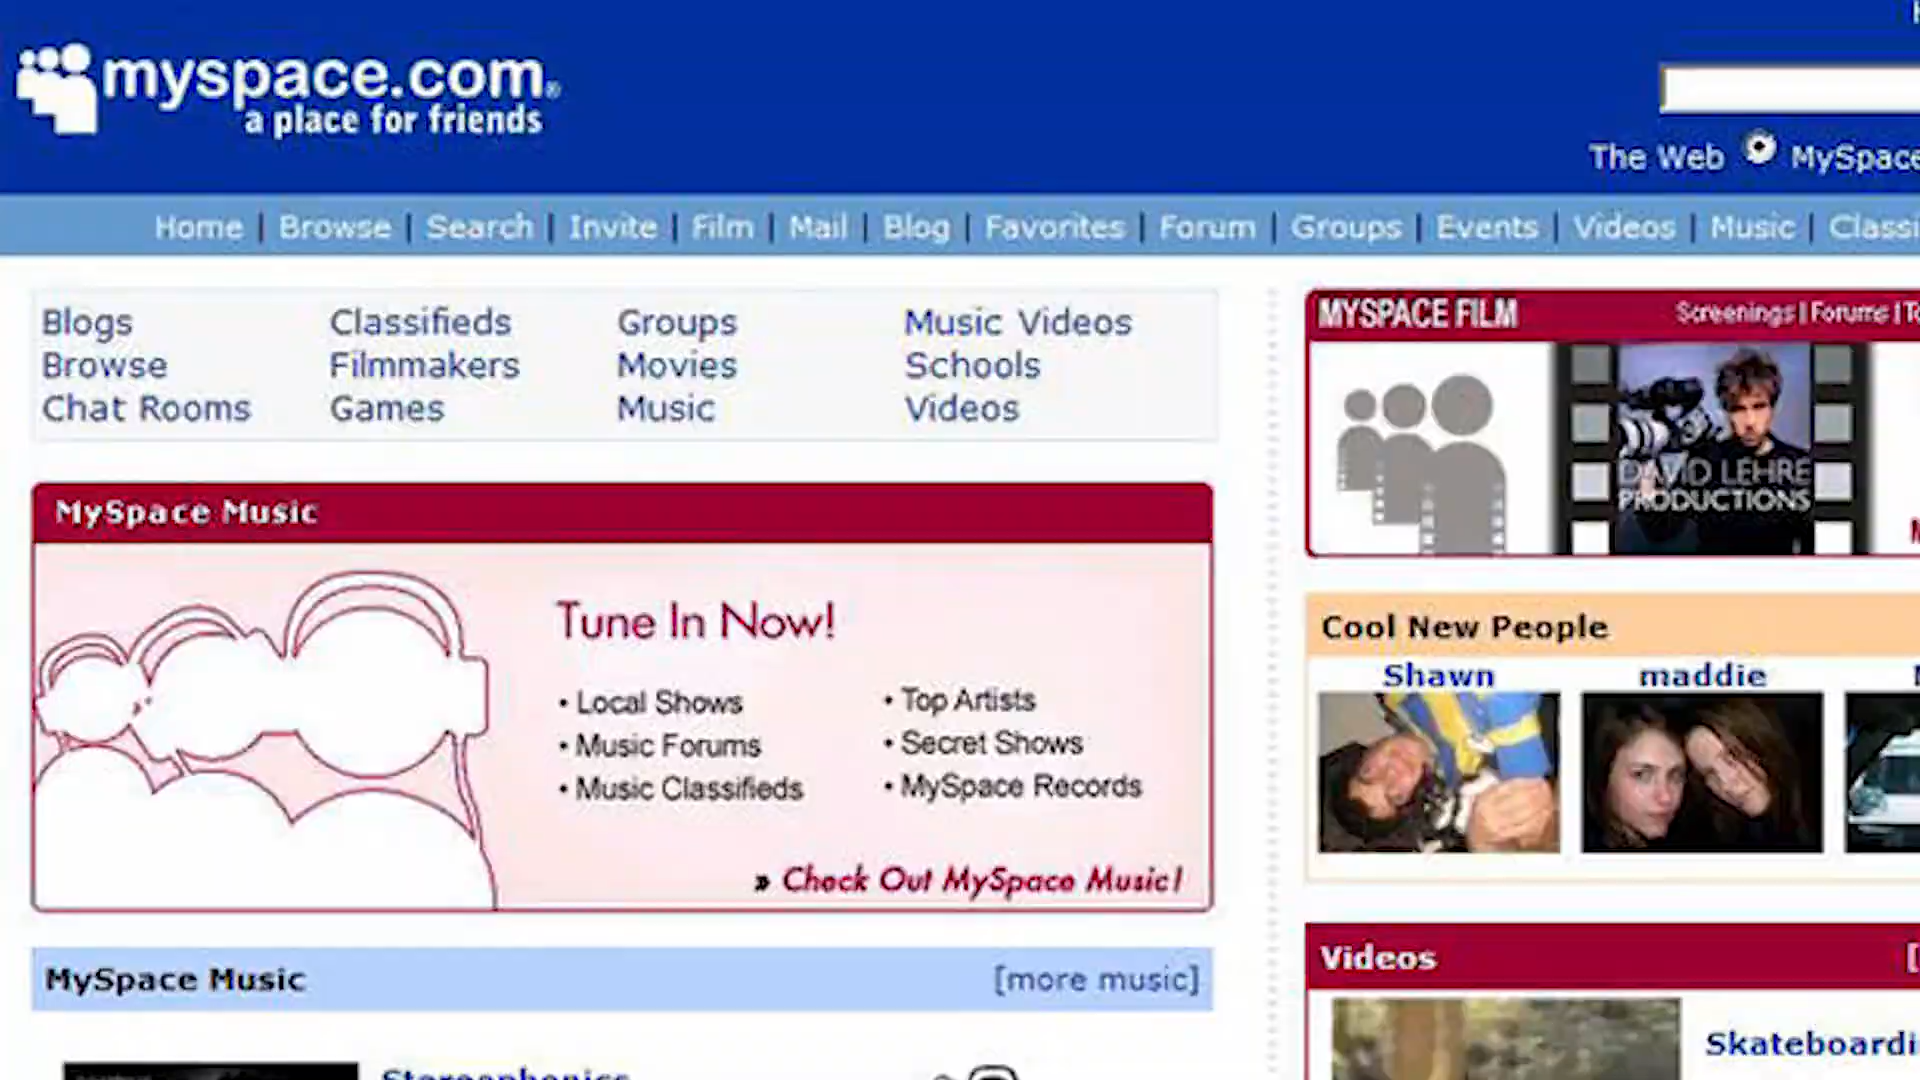 myspace.com®
a place for friends
The Web MySpace
Home | Browse | Search | Invite | Film | Mail | Blog | Favorites | Forum | Groups | Events | Videos | Music | Classi
Blogs Classifieds Groups Music Videos
Browse Filmmakers Movies Schools
Chat Rooms Games Music Videos
MySpace Music
Tune In Now!
• Local Shows • Top Artists
• Music Forums • Secret Shows
• Music Classifieds • MySpace Records
» Check Out MySpace Music!
MySpace Music [more music]
Stereophonics
MYSPACE FILM Screenings | Forums |
DAVID LEHRE
PRODUCTIONS
Cool New People
Shawn maddie
Videos [
Skateboardi